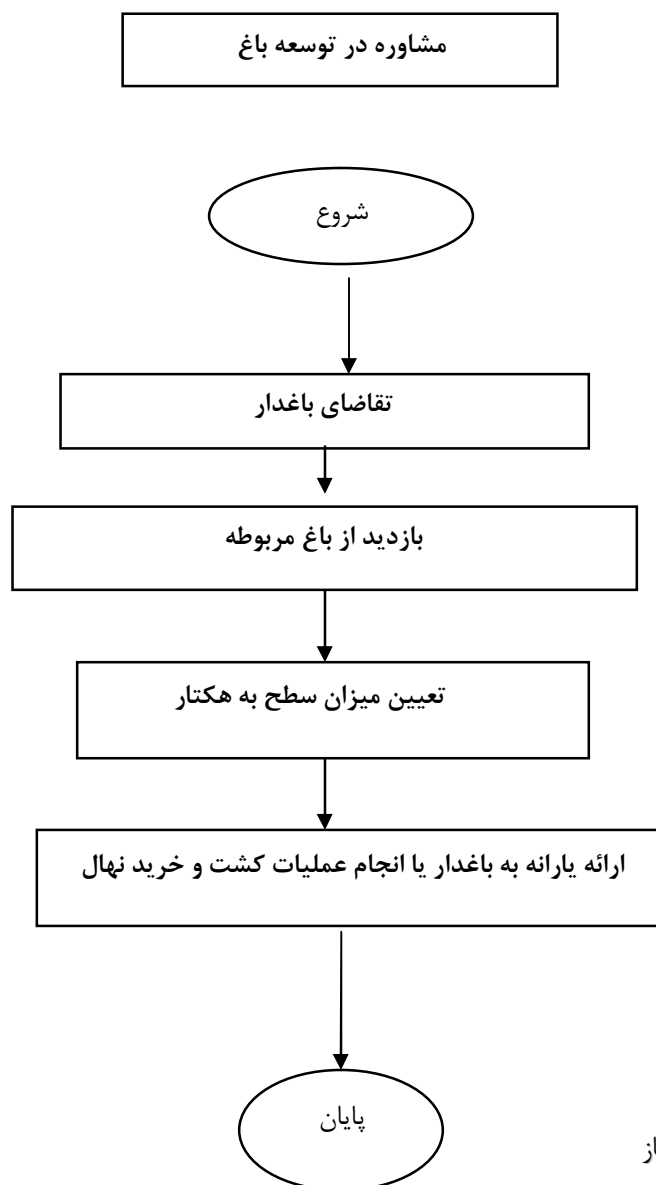 مشاوره در توسعه باغ
شروع
تقاضای باغدار
بازدید از باغ مربوطه
تعیین میزان سطح به هکتار
ارائه یارانه به باغدار یا انجام عملیات کشت و خرید نهال
پایان